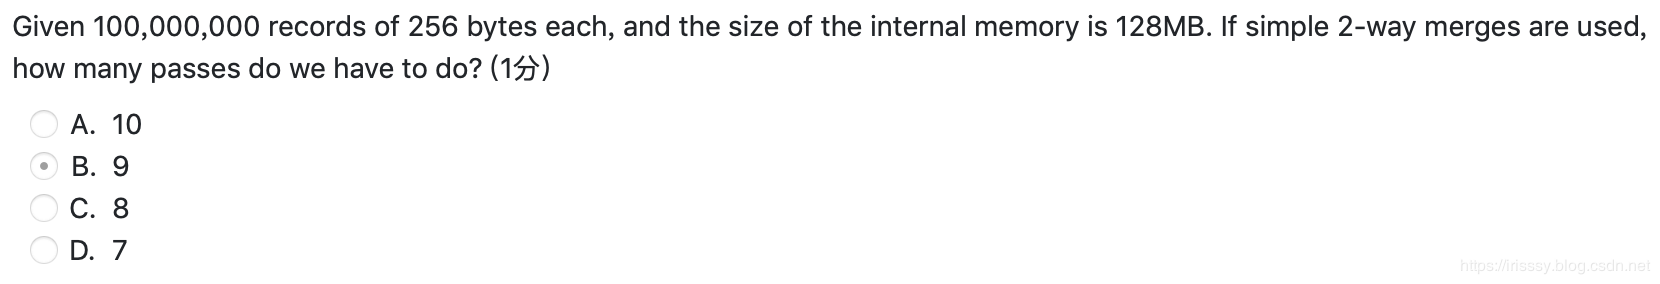 Given 100,000,000 records of 256 bytes each, and the size of the internal memory is 128MB. If simple 2-way merges are used,
how many passes do we have to do? (1分)
A. 10
B. 9
C. 8
D. 7
https://irisssy.blog.csdn.net